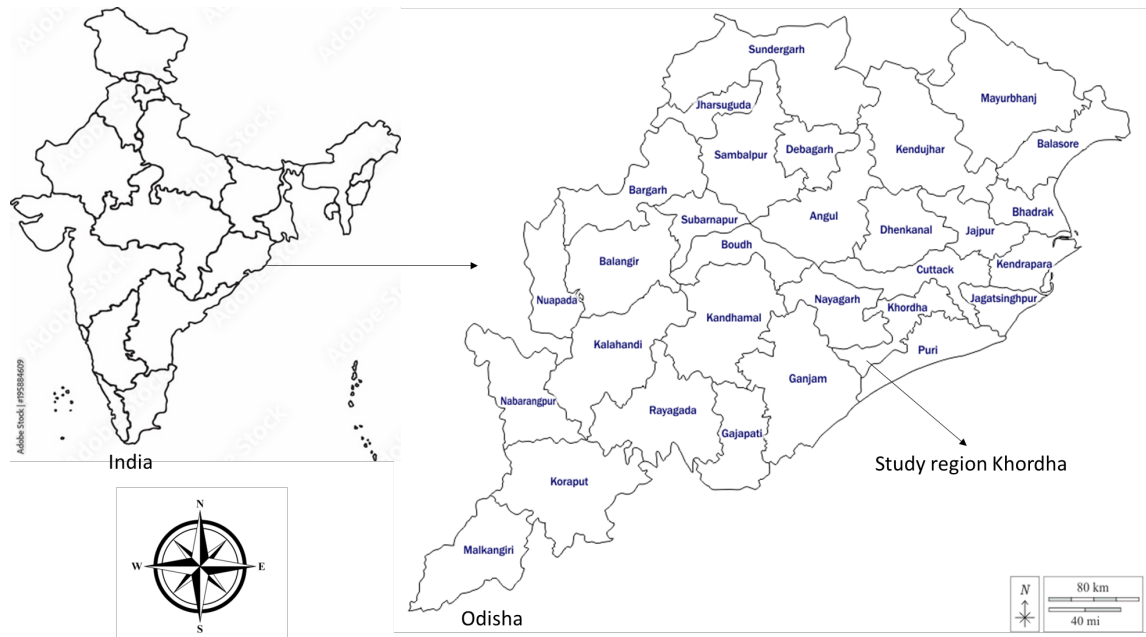 Adobe Stock | #195884609
India
N
W
E
S
Sundergarh
Jharsuguda
Mayurbhanj
Sambalpur
Debagarh
Kendujhar
Balasore
Bargarh
Subarnapur
Angul
Dhenkanal
Jajpur
Bhadrak
Boudh
Balangir
Cuttack
Kendrapara
Nuapada
Nayagarh
Khordha
Jagatsinghpur
Kandhamal
Kalahandi
Puri
Ganjam
Nabarangpur
Rayagada
Gajapati
Study region Khordha
Koraput
Malkangiri
Odisha
N
80 km
40 mi